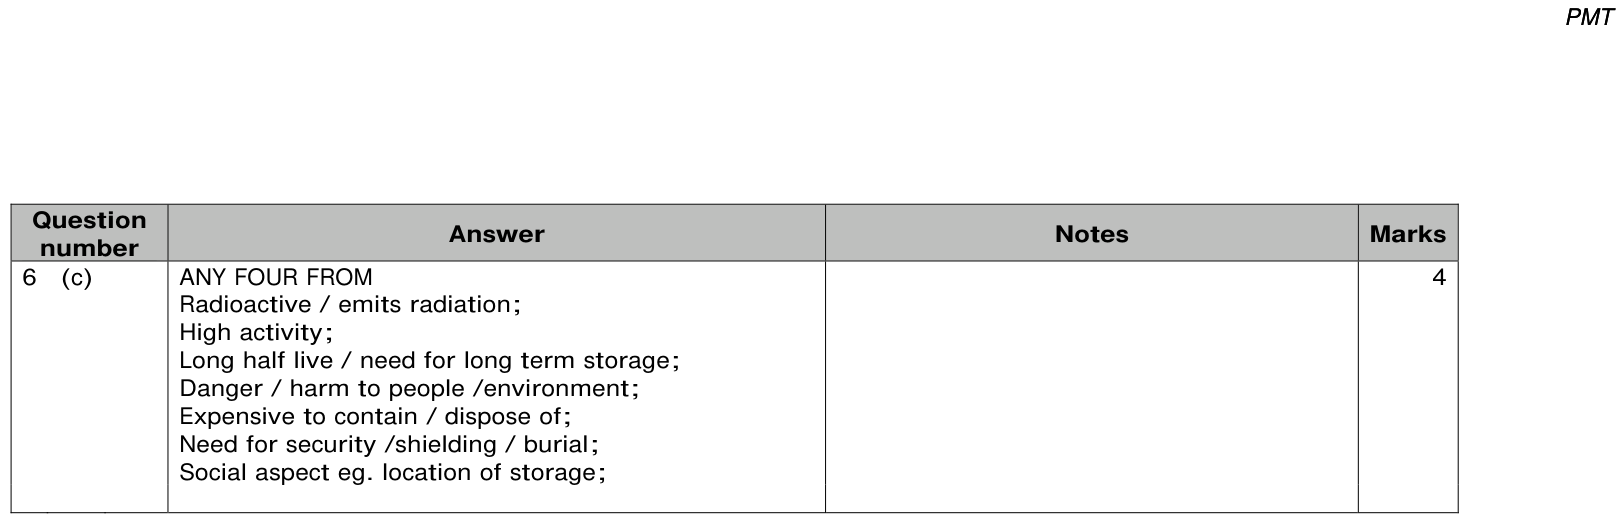 PMT
Question number Answer Notes Marks
6 (c) ANY FOUR FROM 4
Radioactive / emits radiation;
High activity;
Long half live / need for long term storage;
Danger / harm to people /environment;
Expensive to contain / dispose of;
Need for security /shielding / burial;
Social aspect eg. location of storage;